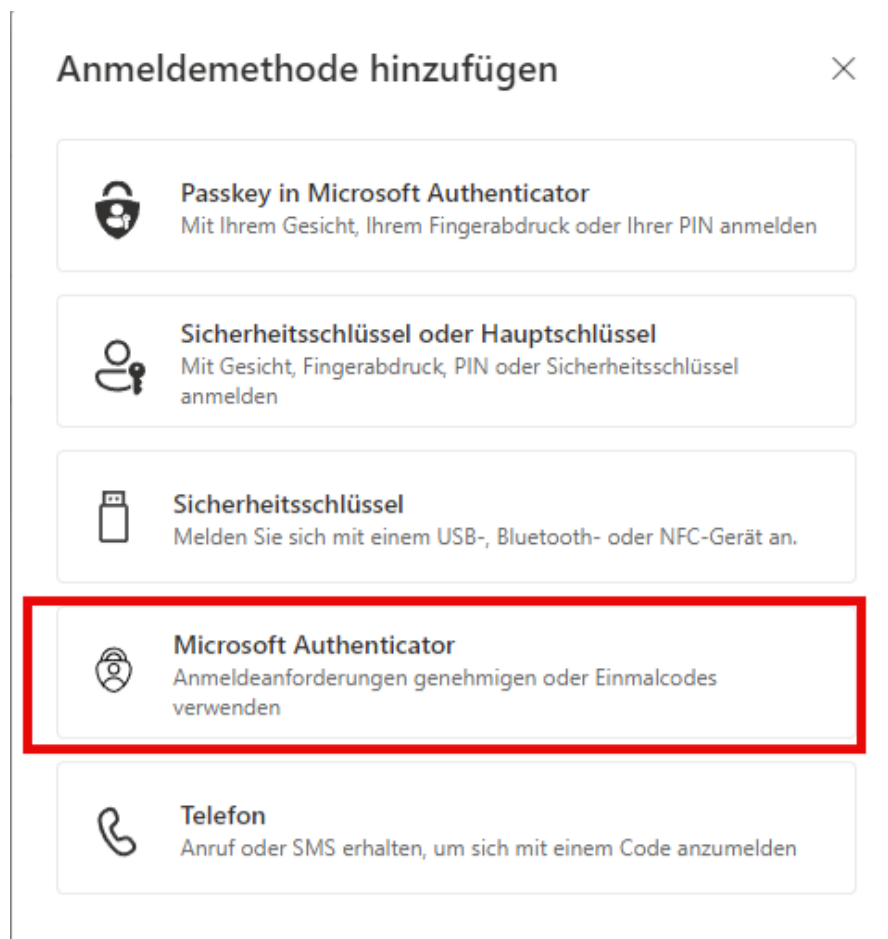 Anmeldemethode hinzufügen
Passkey in Microsoft Authenticator
Mit Ihrem Gesicht, Ihrem Fingerabdruck oder Ihrer PIN anmelden
Sicherheitsschlüssel oder Hauptschlüssel
Mit Gesicht, Fingerabdruck, PIN oder Sicherheitsschlüssel
anmelden
Sicherheitsschlüssel
Melden Sie sich mit einem USB-, Bluetooth- oder NFC-Gerät an.
Microsoft Authenticator
Anmeldeanforderungen genehmigen oder Einmalcodes
verwenden
Telefon
Anruf oder SMS erhalten, um sich mit einem Code anzumelden